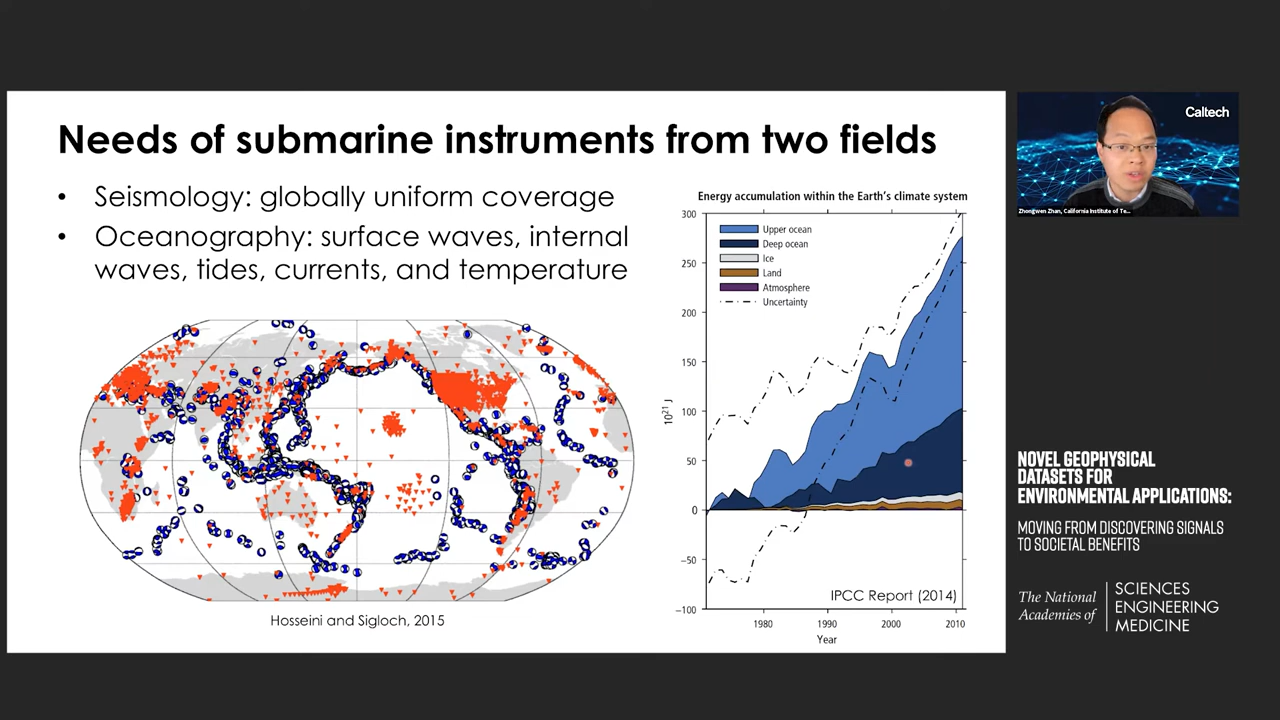 Needs of submarine instruments from two fields
• Seismology: globally uniform coverage
• Oceanography: surface waves, internal
waves, tides, currents, and temperature
Hosseini and Sigloch, 2015
Energy accumulation within the Earth's climate system
Upper ocean
Deep ocean
Ice
Land
Atmosphere
Uncertainty
300
250
200
150
100
50
0
−50
−100
10²¹ J
1980
1990
2000
2010
Year
IPCC Report (2014)
Caltech
Zhongwen Zhan, California Institute of Te...
NOVEL GEOPHYSICAL
DATASETS FOR
ENVIRONMENTAL APPLICATIONS:
MOVING FROM DISCOVERING SIGNALS
TO SOCIETAL BENEFITS
The National
Academies of
SCIENCES
ENGINEERING
MEDICINE